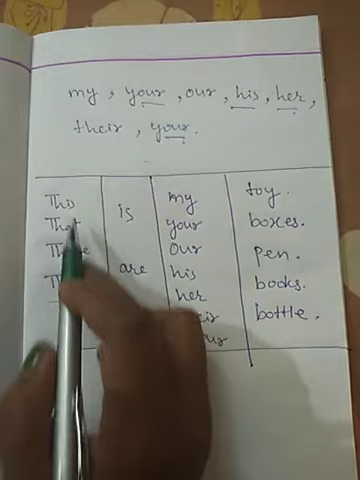 my, your, our, his, her,
their, your.
This is my toy.
That your boxes.
our pen.
are his books.
her bottle.